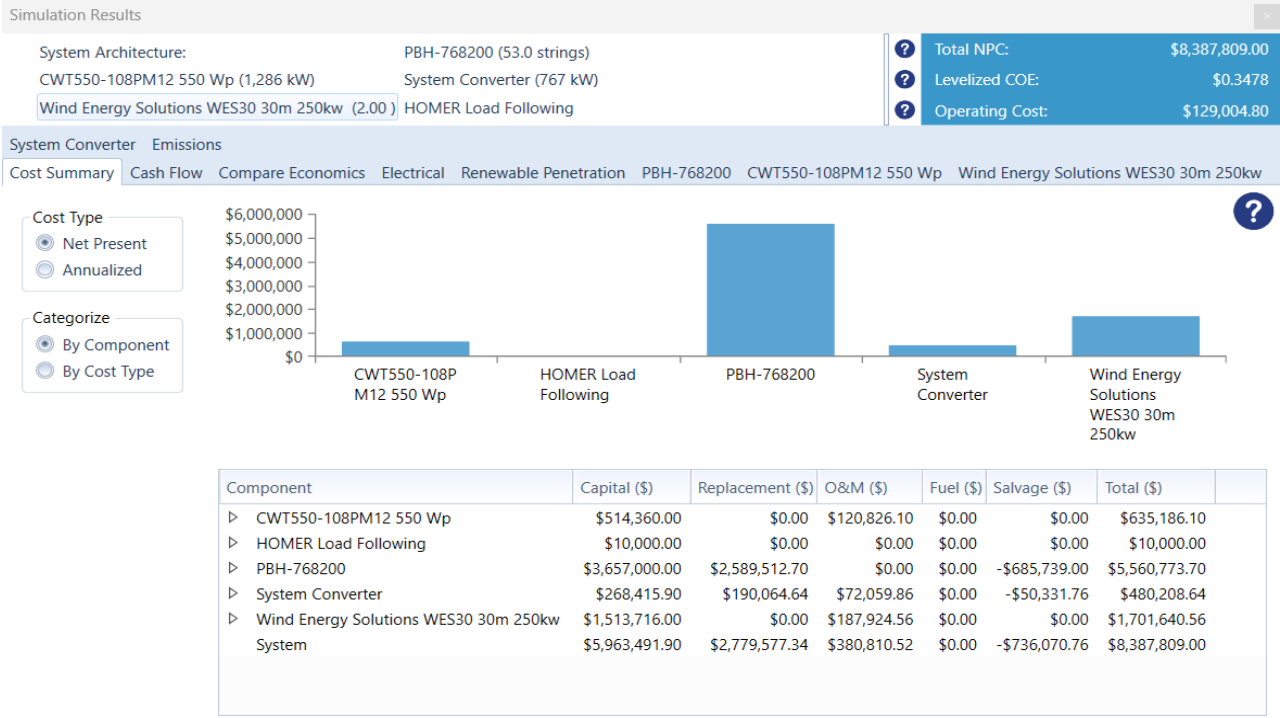 Simulation Results
×
System Architecture:
PBH-768200 (53.0 strings)
CWT550-108PM12 550 Wp (1,286 kW)
System Converter (767 kW)
Wind Energy Solutions WES30 30m 250kw (2.00 )
HOMER Load Following
? Total NPC: $8,387,809.00
? Levelized COE: $0.3478
? Operating Cost: $129,004.80
System Converter Emissions
Cost Summary Cash Flow Compare Economics Electrical Renewable Penetration PBH-768200 CWT550-108PM12 550 Wp Wind Energy Solutions WES30 30m 250kw
Cost Type
Net Present
Annualized
Categorize
By Component
By Cost Type
?
$6,000,000
$5,000,000
$4,000,000
$3,000,000
$2,000,000
$1,000,000
$0
CWT550-108P
M12 550 Wp
HOMER Load
Following
PBH-768200
System
Converter
Wind Energy
Solutions
WES30 30m
250kw
Component Capital ($) Replacement ($) O&M ($) Fuel ($) Salvage ($) Total ($)
CWT550-108PM12 550 Wp $514,360.00 $0.00 $120,826.10 $0.00 $0.00 $635,186.10
HOMER Load Following $10,000.00 $0.00 $0.00 $0.00 $0.00 $10,000.00
PBH-768200 $3,657,000.00 $2,589,512.70 $0.00 $0.00 -$685,739.00 $5,560,773.70
System Converter $268,415.90 $190,064.64 $72,059.86 $0.00 -$50,331.76 $480,208.64
Wind Energy Solutions WES30 30m 250kw $1,513,716.00 $0.00 $187,924.56 $0.00 $0.00 $1,701,640.56
System $5,963,491.90 $2,779,577.34 $380,810.52 $0.00 -$736,070.76 $8,387,809.00